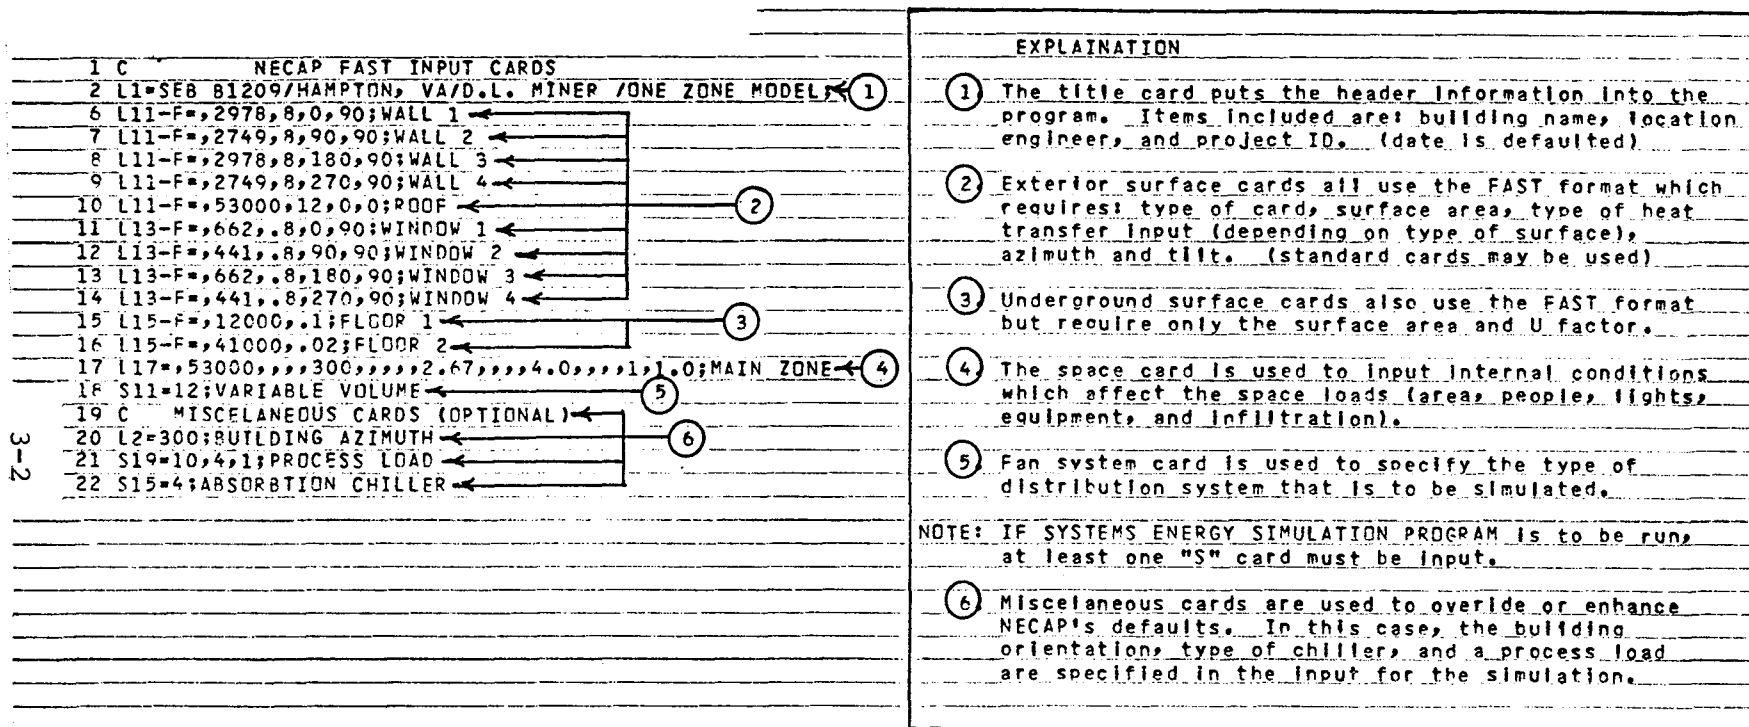 1 C NECAP FAST INPUT CARDS
2 L1=SEB B1209/HAMPTON, VA/D.L. MINER /ONE ZONE MODEL;
1
6 L11-F=,2978,8,0,90;WALL 1
7 L11-F=,2749,8,90,90;WALL 2
8 L11-F=,2978,8,180,90;WALL 3
9 L11-F=,2749,8,270,90;WALL 4
10 L11-F=,53000,12,0,0;ROOF
2
11 L13-F=,662,.8,0,90;WINDOW 1
12 L13-F=,441,.8,90,90;WINDOW 2
13 L13-F=,662,.8,180,90;WINDOW 3
14 L13-F=,441,.8,270,90;WINDOW 4
15 L15-F=,12000,.1;FLOOR 1
3
16 L15-F=,41000,.02;FLOOR 2
17 L17=,53000,,,,300,,,,,2.67,,,,4.0,,,,1,1.0;MAIN ZONE
4
18 S11=12;VARIABLE VOLUME
5
19 C MISCELANEOUS CARDS (OPTIONAL)
20 L2=300;BUILDING AZIMUTH
6
21 S19=10,4,1;PROCESS LOAD
22 S15=4;ABSORBTION CHILLER
3-2
EXPLAINATION
1 The title card puts the header information into the
program. Items included are: building name, location
engineer, and project ID. (date is defaulted)
2 Exterior surface cards all use the FAST format which
requires: type of card, surface area, type of heat
transfer input (depending on type of surface),
azimuth and tilt. (standard cards may be used)
3 Underground surface cards also use the FAST format
but require only the surface area and U factor.
4 The space card is used to input internal conditions
which affect the space loads (area, people, lights,
equipment, and infiltration).
5 Fan system card is used to specify the type of
distribution system that is to be simulated.
NOTE: IF SYSTEMS ENERGY SIMULATION PROGRAM is to be run,
at least one "S" card must be input.
6 Miscelaneous cards are used to overide or enhance
NECAP's defaults. In this case, the building
orientation, type of chiller, and a process load
are specified in the input for the simulation.